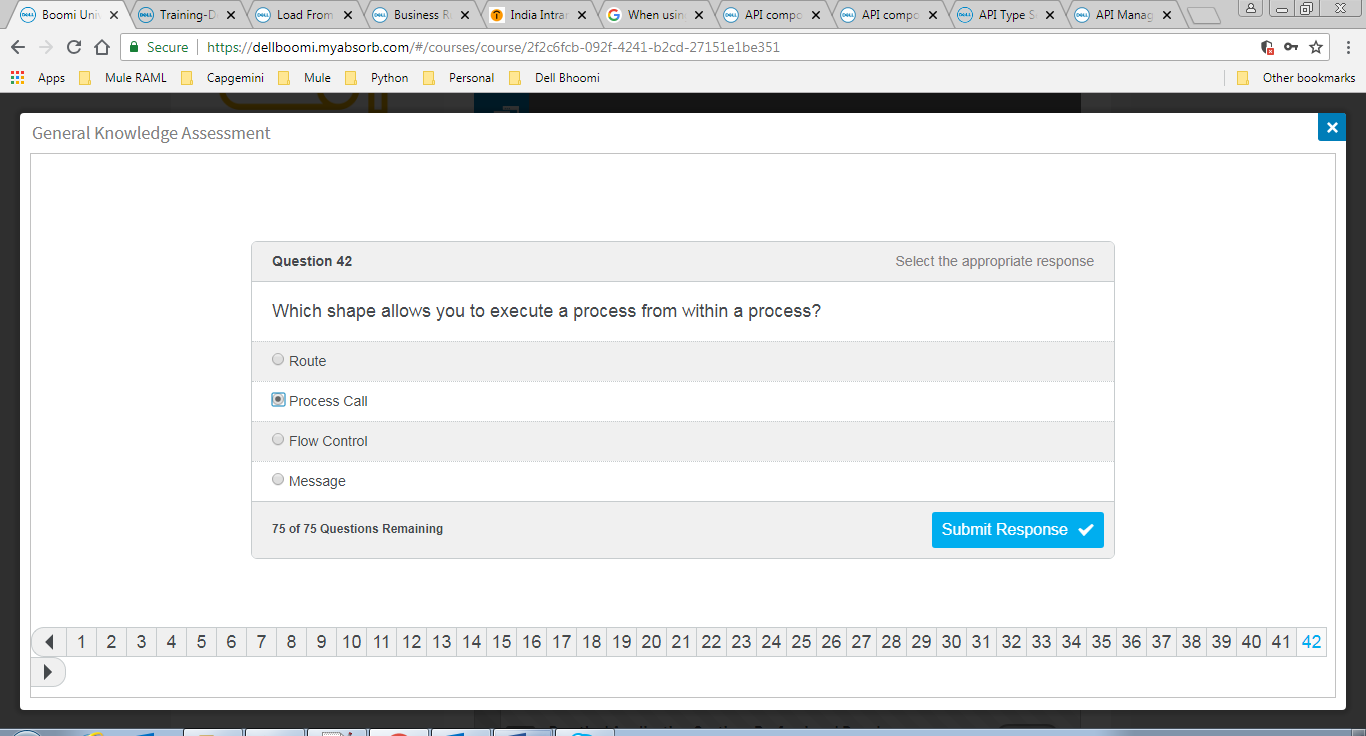 Boomi Uni
Training-D
Load From
Business R
India Intran
When usin
API compo
API compo
API Type S
API Manag
Secure
https://dellboomi.myabsorb.com/#/courses/course/2f2c6fcb-092f-4241-b2cd-27151e1be351
Apps Mule RAML Capgemini Mule Python Personal Dell Bhoomi Other bookmarks
General Knowledge Assessment
Question 42 Select the appropriate response
Which shape allows you to execute a process from within a process?
Route
Process Call
Flow Control
Message
75 of 75 Questions Remaining Submit Response
1 2 3 4 5 6 7 8 9 10 11 12 13 14 15 16 17 18 19 20 21 22 23 24 25 26 27 28 29 30 31 32 33 34 35 36 37 38 39 40 41 42